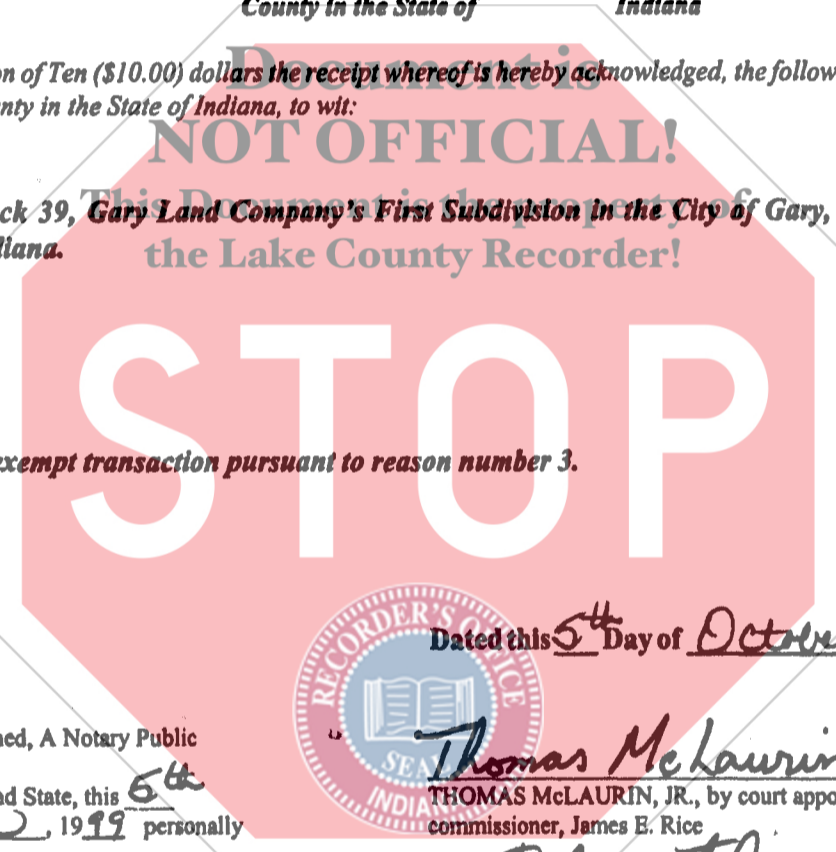 County in the State of Indiana
on of Ten ($10.00) dollars the receipt whereof is hereby acknowledged, the follow
Document is
nty in the State of Indiana, to wit:
NOT OFFICIAL!
This Document is the property of
ck 39, Gary Land Company's First Subdivision in the City of Gary,
diana.
the Lake County Recorder!
STOP
exempt transaction pursuant to reason number 3.
RECORDER'S OFFICE
SEAL
INDIANA
Dated this 5th Day of Octobe
ned, A Notary Public
Thomas McLaurin
nd State, this
THOMAS McLAURIN, JR., by court appo
, 1999 personally
commissioner, James E. Rice